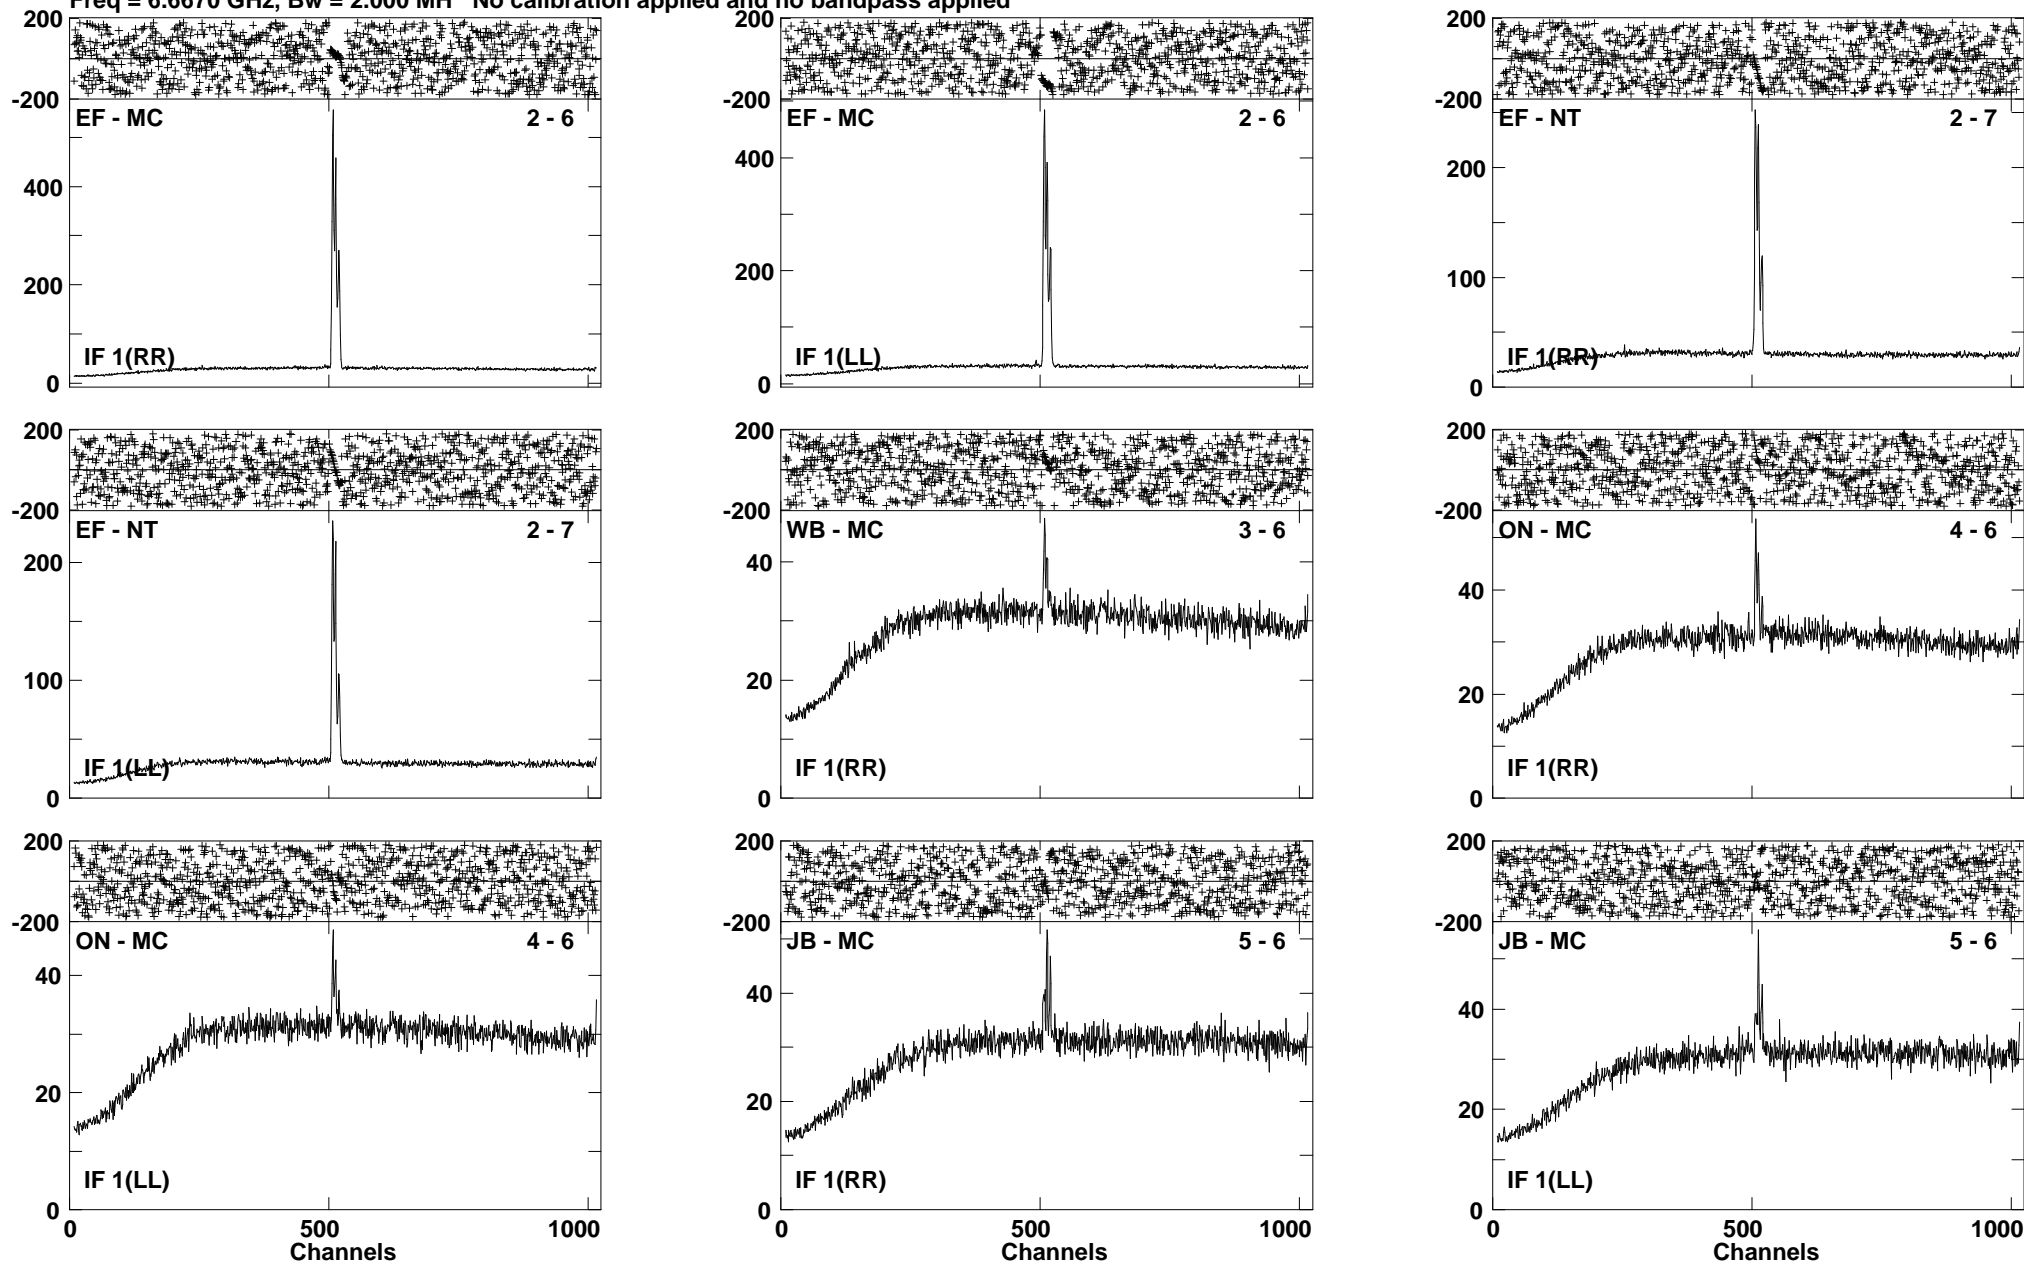 Freq = 6.6670 GHz, Bw = 2.000 MH No calibration applied and no bandpass applied
200
-200
EF - MC 2 - 6
400
200
IF 1(RR)
0
200
-200
EF - MC 2 - 6
400
200
IF 1(LL)
0
200
-200
EF - NT 2 - 7
200
100
IF 1(RR)
0
200
-200
EF - NT 2 - 7
200
100
IF 1(LL)
0
200
-200
WB - MC 3 - 6
40
20
IF 1(RR)
0
200
-200
ON - MC 4 - 6
40
20
IF 1(RR)
0
200
-200
ON - MC 4 - 6
40
20
IF 1(LL)
0
0 500 1000
Channels
200
-200
JB - MC 5 - 6
40
20
IF 1(RR)
0
0 500 1000
Channels
200
-200
JB - MC 5 - 6
40
20
IF 1(LL)
0
0 500 1000
Channels